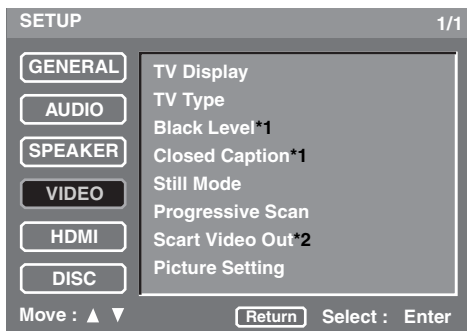 SETUP 1/1
GENERAL
AUDIO
SPEAKER
VIDEO
HDMI
DISC
TV Display
TV Type
Black Level*1
Closed Caption*1
Still Mode
Progressive Scan
Scart Video Out*2
Picture Setting
Move : ▲ ▼ Return Select : Enter